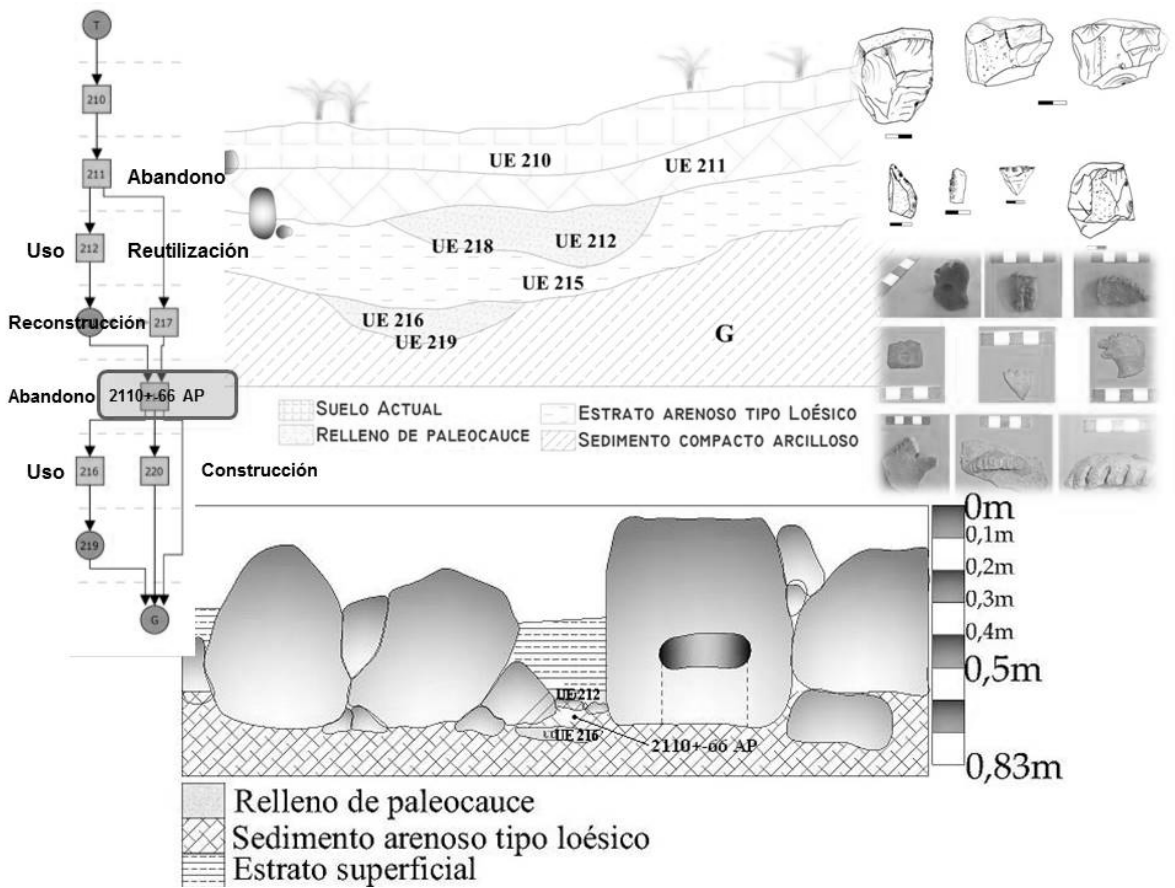 T
210
211
Abandono
Uso
212
Reutilización
Reconstrucción
217
Abandono
2110+-66 AP
Uso
216
220
Construcción
219
G
UE 210
UE 211
UE 218
UE 212
UE 215
UE 216
UE 219
G
SUELO ACTUAL
RELLENO DE PALEOCAUCE
ESTRATO ARENOSO TIPO LOÉSICO
SEDIMENTO COMPACTO ARCILLOSO
0m
0,1m
0,2m
0,3m
0,4m
0,5m
0,83m
UE 212
UE 216
2110+-66 AP
Relleno de paleocauce
Sedimento arenoso tipo loésico
Estrato superficial